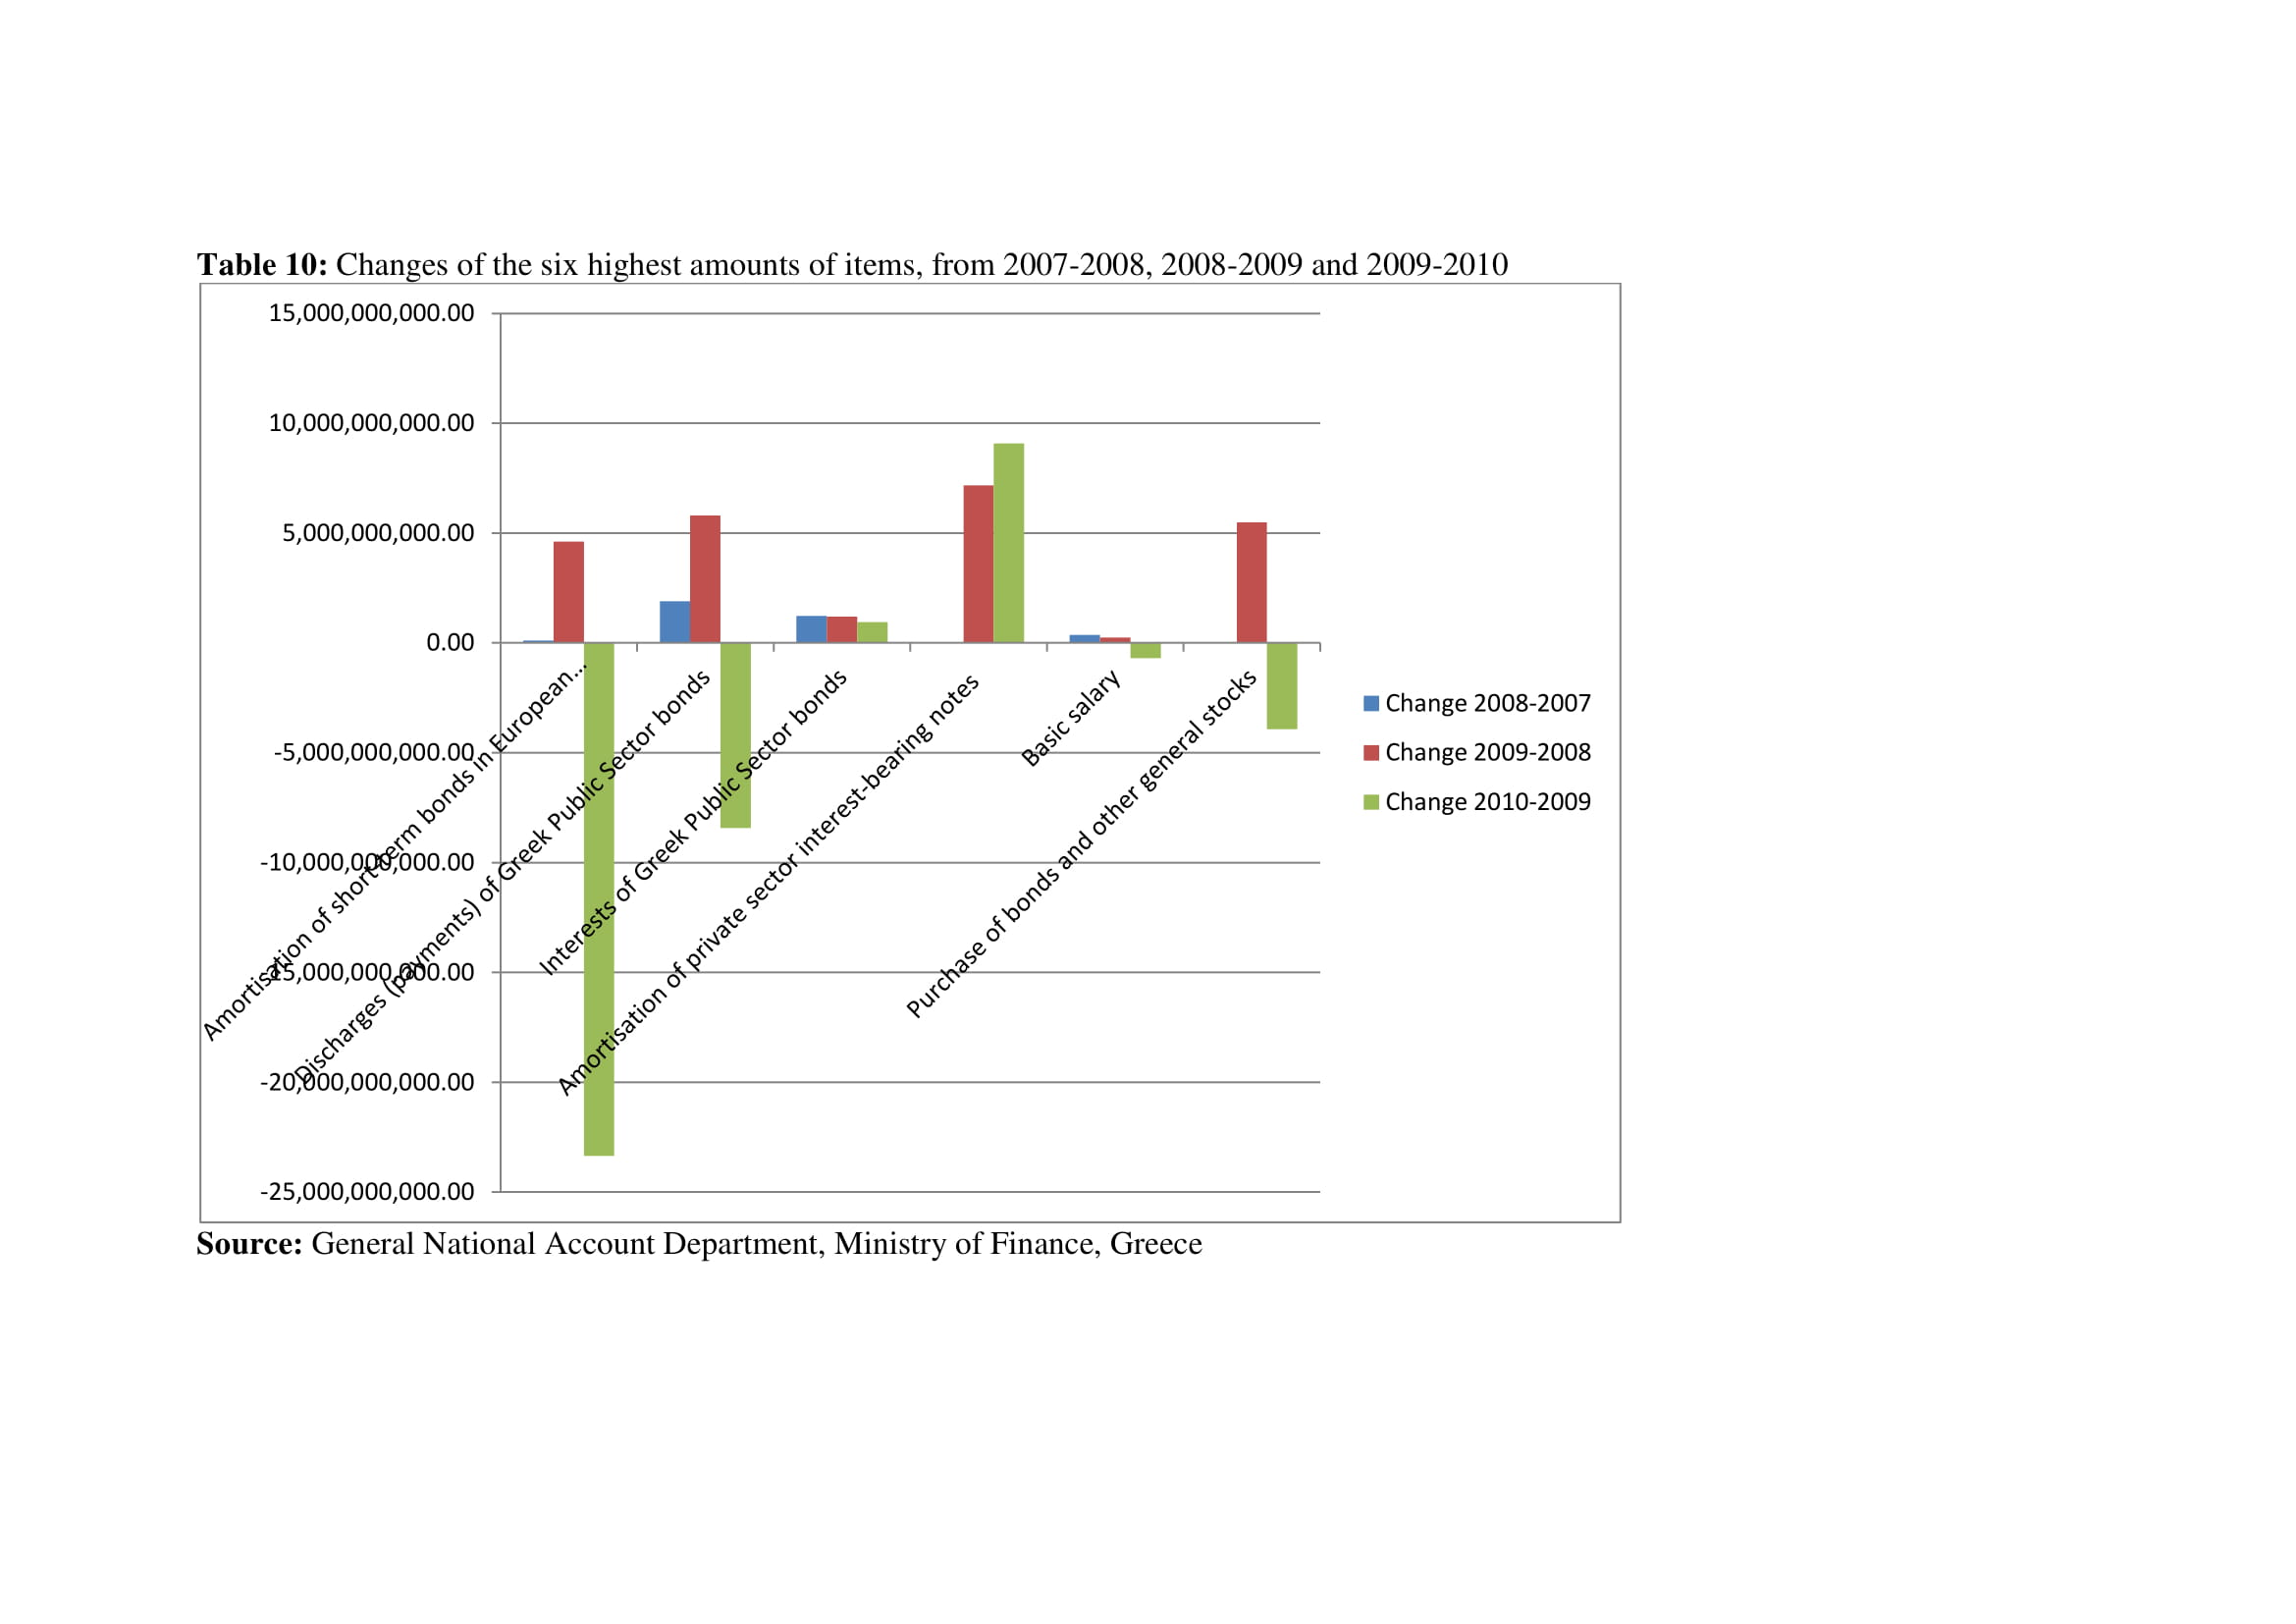 Table 10: Changes of the six highest amounts of items, from 2007-2008, 2008-2009 and 2009-2010
15,000,000,000.00
10,000,000,000.00
5,000,000,000.00
0.00
-5,000,000,000.00
-10,000,000,000.00
-15,000,000,000.00
-20,000,000,000.00
-25,000,000,000.00
Amortisation of short-term bonds in European...
Discharges (payments) of Greek Public Sector bonds
Interests of Greek Public Sector bonds
Amortisation of private sector interest-bearing notes
Basic salary
Purchase of bonds and other general stocks
Change 2008-2007
Change 2009-2008
Change 2010-2009
Source: General National Account Department, Ministry of Finance, Greece